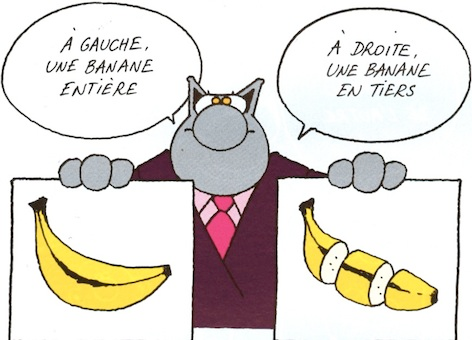 À GAUCHE,
UNE BANANE
ENTIÈRE
À DROITE,
UNE BANANE
EN TIERS